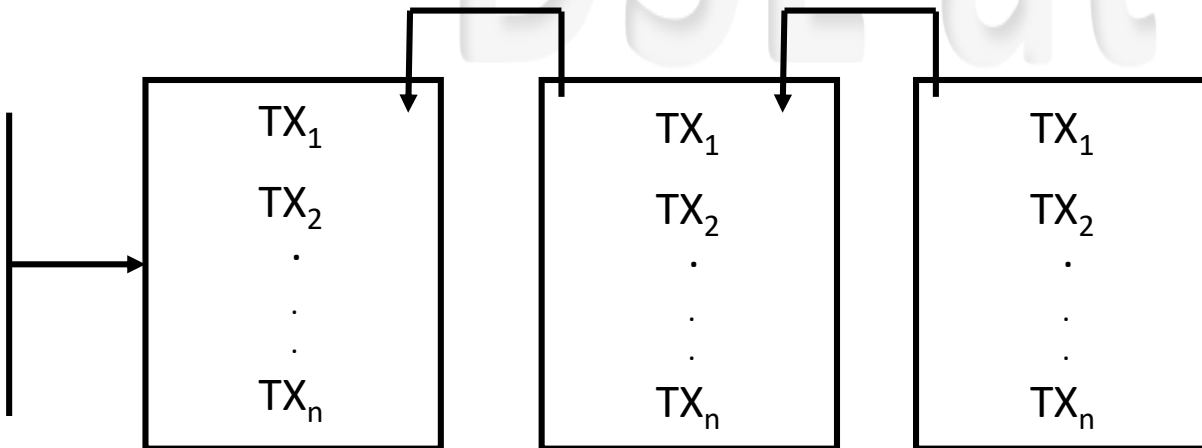 TX₁ TX₁ TX₁
TX₂ TX₂ TX₂
. . .
. . .
. . .
TXₙ TXₙ TXₙ